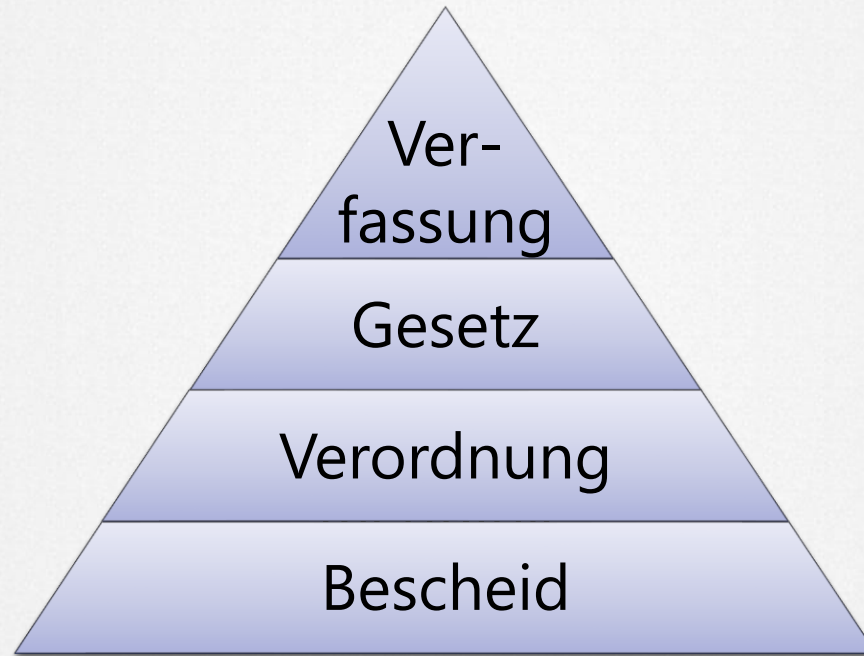 Ver-
fassung
Gesetz
Verordnung
Bescheid